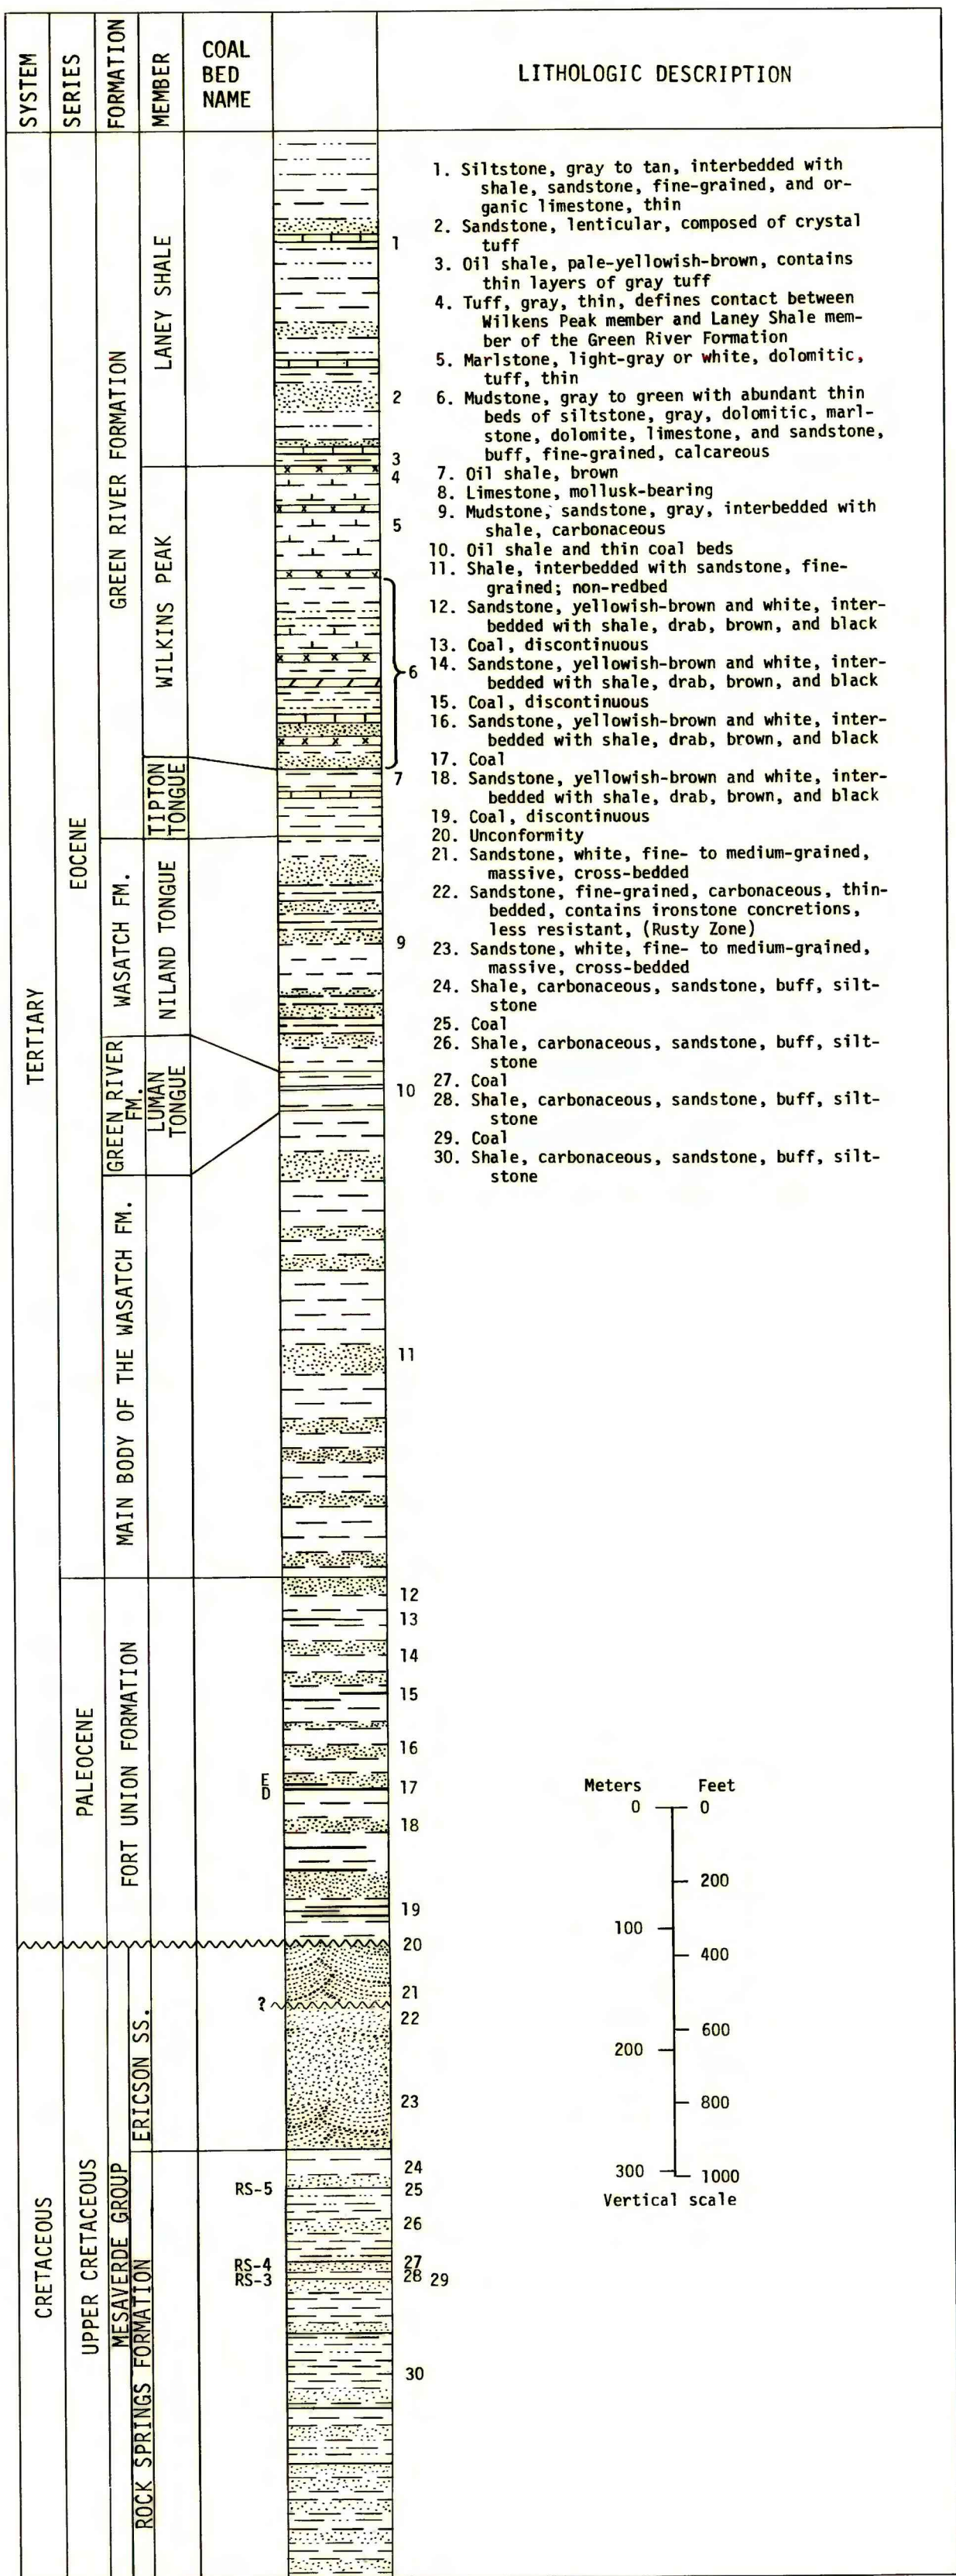 SYSTEM
SERIES
FORMATION
MEMBER
COAL
BED
NAME
LITHOLOGIC DESCRIPTION
1. Siltstone, gray to tan, interbedded with
shale, sandstone, fine-grained, and or-
ganic limestone, thin
2. Sandstone, lenticular, composed of crystal
tuff
3. Oil shale, pale-yellowish-brown, contains
thin layers of gray tuff
4. Tuff, gray, thin, defines contact between
Wilkens Peak member and Laney Shale mem-
ber of the Green River Formation
5. Marlstone, light-gray or white, dolomitic,
tuff, thin
6. Mudstone, gray to green with abundant thin
beds of siltstone, gray, dolomitic, marl-
stone, dolomite, limestone, and sandstone,
buff, fine-grained, calcareous
7. Oil shale, brown
8. Limestone, mollusk-bearing
9. Mudstone, sandstone, gray, interbedded with
shale, carbonaceous
10. Oil shale and thin coal beds
11. Shale, interbedded with sandstone, fine-
grained; non-redbed
12. Sandstone, yellowish-brown and white, inter-
bedded with shale, drab, brown, and black
13. Coal, discontinuous
14. Sandstone, yellowish-brown and white, inter-
bedded with shale, drab, brown, and black
15. Coal, discontinuous
16. Sandstone, yellowish-brown and white, inter-
bedded with shale, drab, brown, and black
17. Coal
18. Sandstone, yellowish-brown and white, inter-
bedded with shale, drab, brown, and black
19. Coal, discontinuous
20. Unconformity
21. Sandstone, white, fine- to medium-grained,
massive, cross-bedded
22. Sandstone, fine-grained, carbonaceous, thin-
bedded, contains ironstone concretions,
less resistant, (Rusty Zone)
23. Sandstone, white, fine- to medium-grained,
massive, cross-bedded
24. Shale, carbonaceous, sandstone, buff, silt-
stone
25. Coal
26. Shale, carbonaceous, sandstone, buff, silt-
stone
27. Coal
28. Shale, carbonaceous, sandstone, buff, silt-
stone
29. Coal
30. Shale, carbonaceous, sandstone, buff, silt-
stone
TERTIARY
CRETACEOUS
EOCENE
PALEOCENE
UPPER CRETACEOUS
GREEN RIVER FORMATION
WASATCH FM.
GREEN RIVER
FM.
MAIN BODY OF THE WASATCH FM.
FORT UNION FORMATION
MESAVERDE GROUP
ERICSON SS.
ROCK SPRINGS FORMATION
LANEY SHALE
WILKINS PEAK
TIPTON
TONGUE
NILAND TONGUE
LUMAN
TONGUE
E
D
?
RS-5
RS-4
RS-3
1
2
3
4
5
6
7
9
10
11
12
13
14
15
16
17
18
19
20
21
22
23
24
25
26
27
28 29
30
Meters Feet
0 0
200
100
400
600
200
800
300 1000
Vertical scale